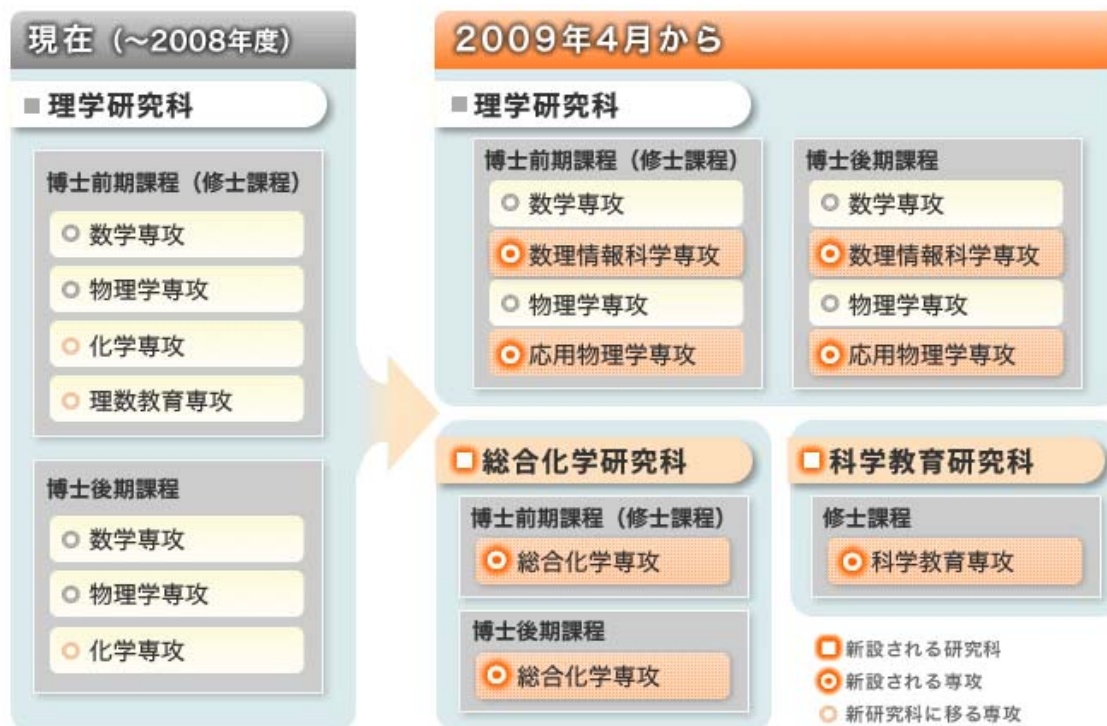 現在（～2008年度）
理学研究科
博士前期課程（修士課程）
数学専攻
物理学専攻
化学専攻
理数教育専攻
博士後期課程
数学専攻
物理学専攻
化学専攻
2009年4月から
理学研究科
博士前期課程（修士課程）
数学専攻
数理情報科学専攻
物理学専攻
応用物理学専攻
博士後期課程
数学専攻
数理情報科学専攻
物理学専攻
応用物理学専攻
総合化学研究科
博士前期課程（修士課程）
総合化学専攻
博士後期課程
総合化学専攻
科学教育研究科
修士課程
科学教育専攻
新設される研究科
新設される専攻
新研究科に移る専攻